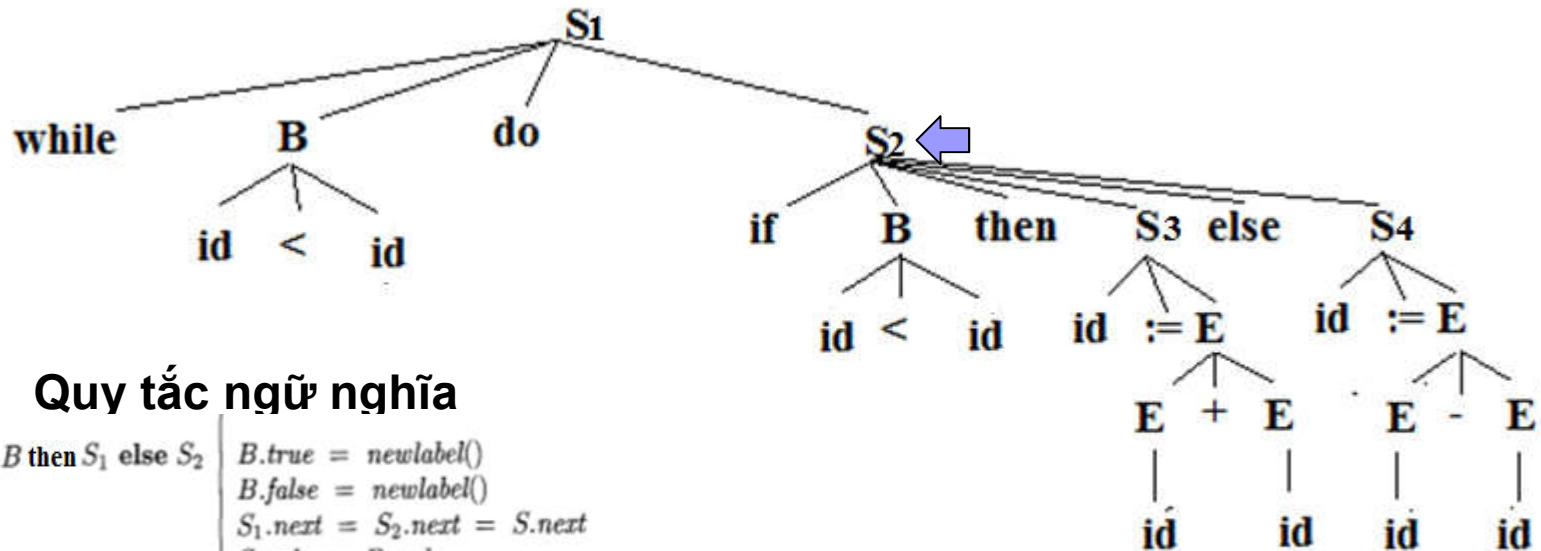 S1
while B do S2
if B then S3 else S4
id < id
id < id id := E id := E
E + E E - E
id id id id
Quy tắc ngữ nghĩa
B then S1 else S2 B.true = newlabel()
B.false = newlabel()
S1.next = S2.next = S.next